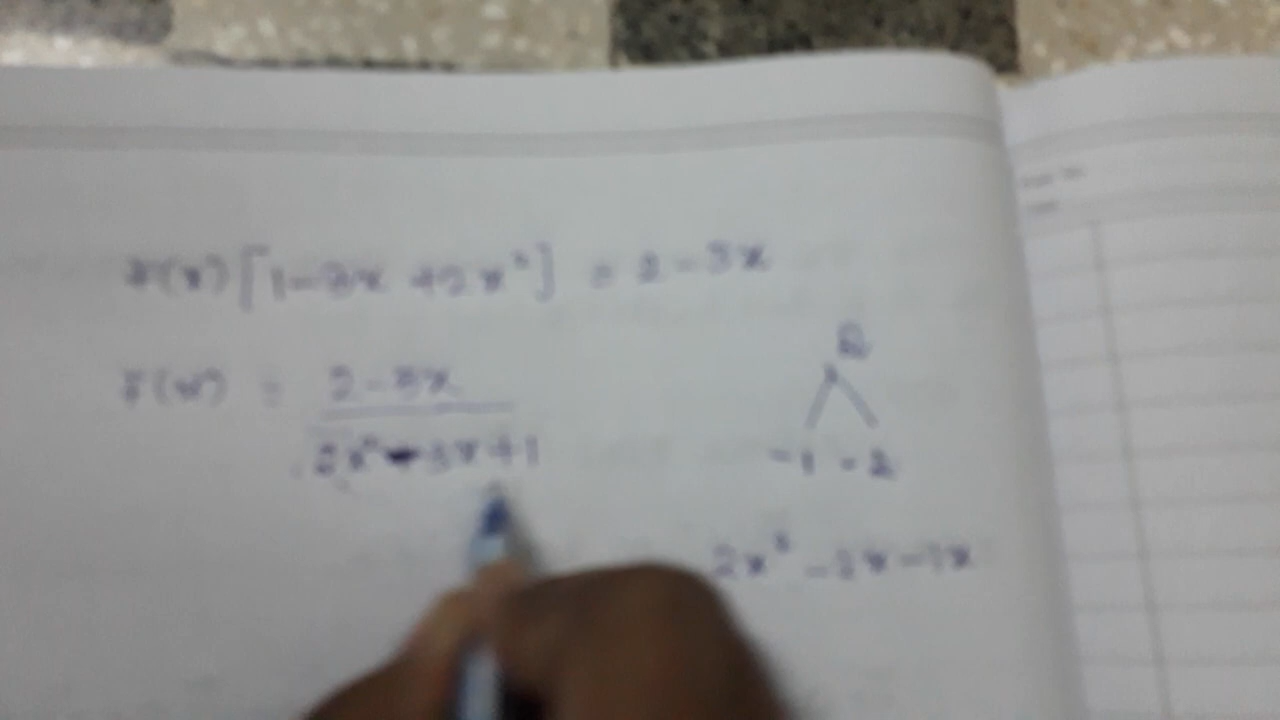 F(x) [1-3x+2x²] = 2-3x
F(x) = 2-3x
2x²-3x+1
2
-1 -2
2x²-2x-1x